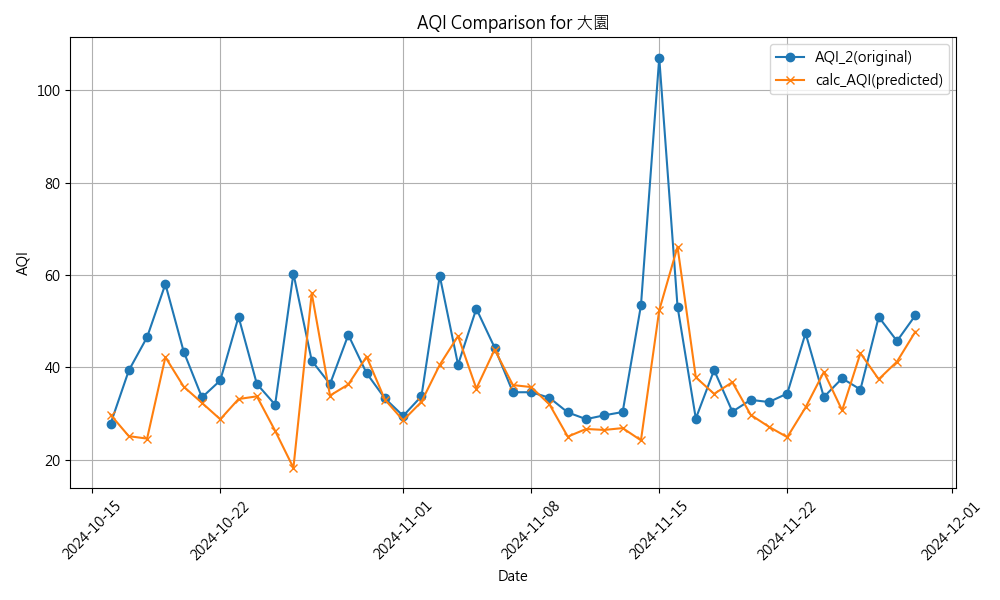 AQI Comparison for 大園
AQI_2(original)
calc_AQI(predicted)
AQI
100
80
60
40
20
2024-10-15
2024-10-22
2024-11-01
2024-11-08
2024-11-15
2024-11-22
2024-12-01
Date